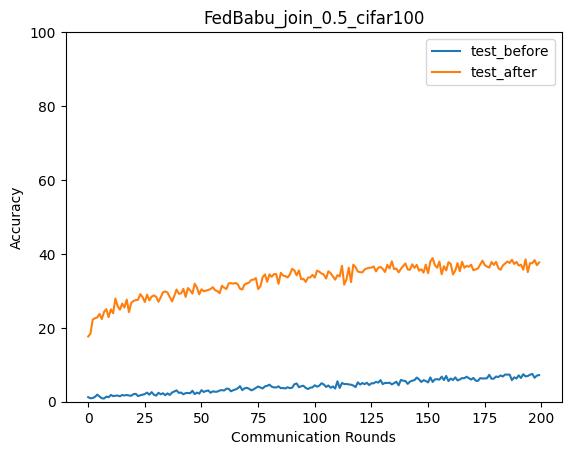 FedBabu_join_0.5_cifar100
test_before
test_after
100
80
60
40
20
0
Accuracy
0 25 50 75 100 125 150 175 200
Communication Rounds